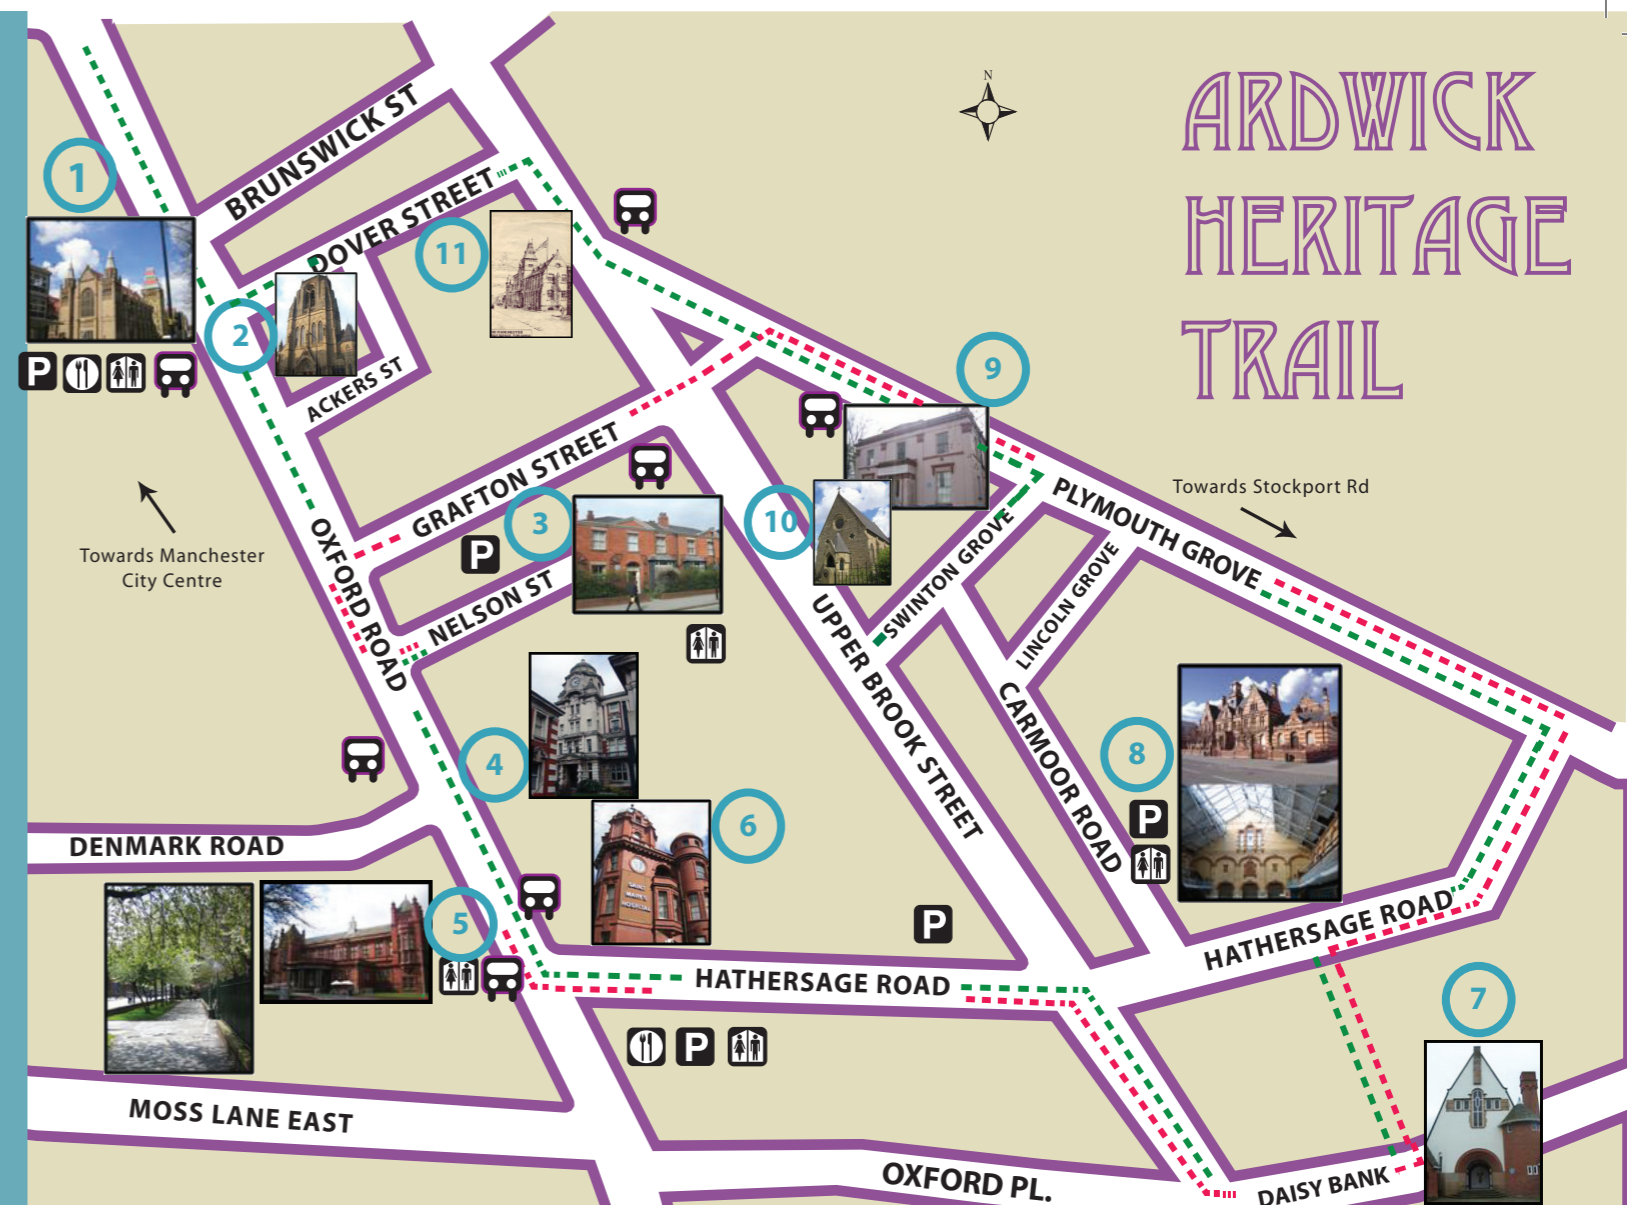 N
ARDWICK
HERITAGE
TRAIL
BRUNSWICK ST
1
DOVER STREET
11
2
P
ACKERS ST
9
GRAFTON STREET
Towards Stockport Rd
PLYMOUTH GROVE
10
3
P
Towards Manchester
City Centre
OXFORD ROAD
NELSON ST
SWINTON GROVE
LINCOLN GROVE
UPPER BROOK STREET
CARMOOR ROAD
4
8
P
6
DENMARK ROAD
5
P
HATHERSAGE ROAD
HATHERSAGE ROAD
7
P
MOSS LANE EAST
OXFORD PL.
DAISY BANK